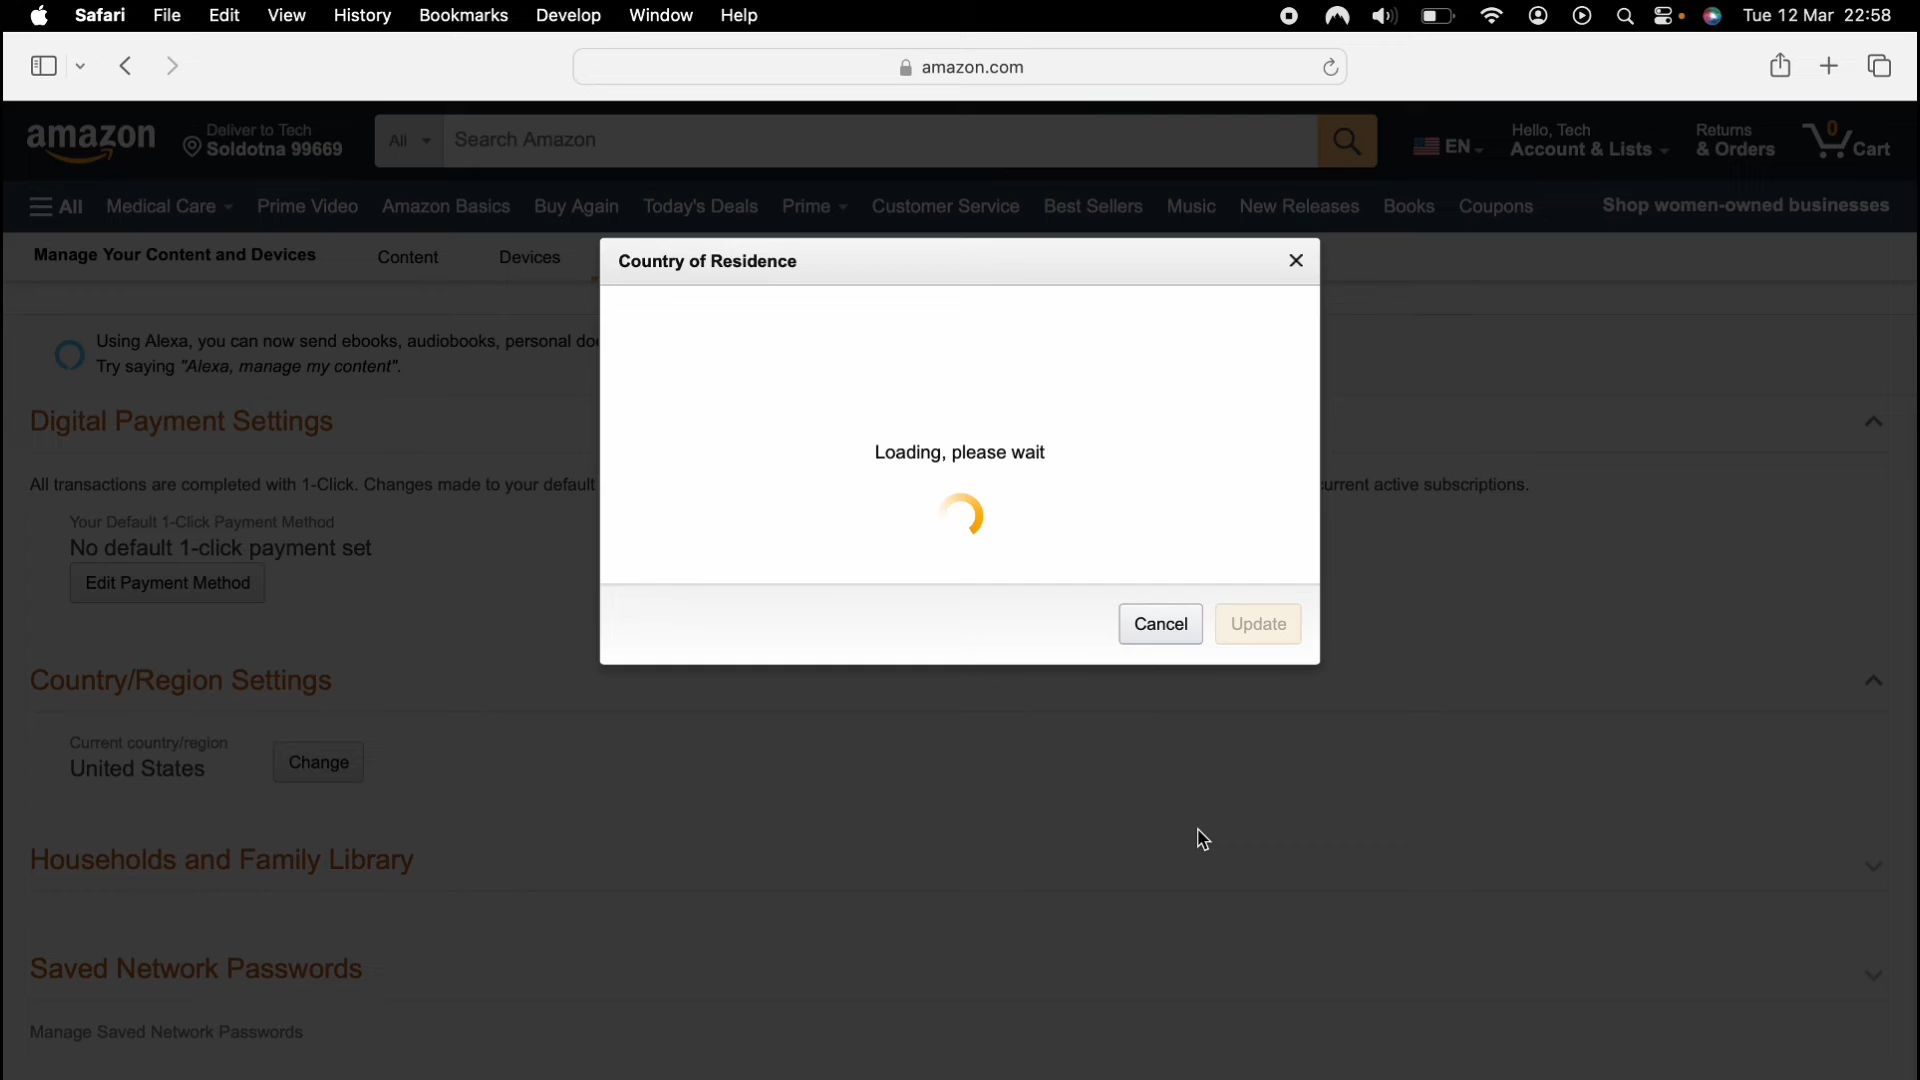 Safari File Edit View History Bookmarks Develop Window Help Tue 12 Mar 22:58
amazon.com
amazon Deliver to Tech Soldotna 99669 All Search Amazon EN Hello, Tech Account & Lists Returns & Orders 0 Cart
All Medical Care Prime Video Amazon Basics Buy Again Today's Deals Prime Customer Service Best Sellers Music New Releases Books Coupons Shop women-owned businesses
Manage Your Content and Devices Content Devices
Country of Residence
Using Alexa, you can now send ebooks, audiobooks, personal do
Try saying "Alexa, manage my content".
Digital Payment Settings
Loading, please wait
All transactions are completed with 1-Click. Changes made to your default
urrent active subscriptions.
Your Default 1-Click Payment Method
No default 1-click payment set
Edit Payment Method
Cancel Update
Country/Region Settings
Current country/region
United States
Change
Households and Family Library
Saved Network Passwords
Manage Saved Network Passwords